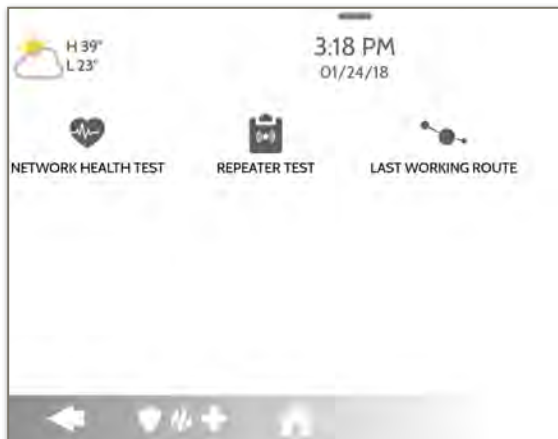 H 39°
L 23°
3:18 PM
01/24/18
NETWORK HEALTH TEST
REPEATER TEST
LAST WORKING ROUTE